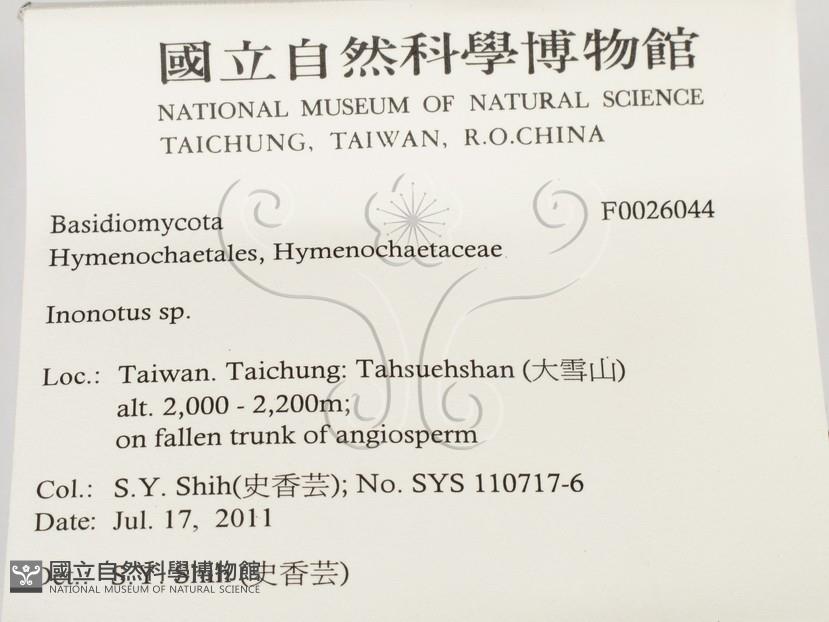 國立自然科學博物館
NATIONAL MUSEUM OF NATURAL SCIENCE
TAICHUNG, TAIWAN, R.O.CHINA
Basidiomycota F0026044
Hymenochaetales, Hymenochaetaceae
Inonotus sp.
Loc.: Taiwan. Taichung: Tahsuehshan (大雪山)
alt. 2,000 - 2,200m;
on fallen trunk of angiosperm
Col.: S.Y. Shih(史香芸); No. SYS 110717-6
Date: Jul. 17, 2011
Det.: S.Y. Shih (史香芸)
國立自然科學博物館
NATIONAL MUSEUM OF NATURAL SCIENCE